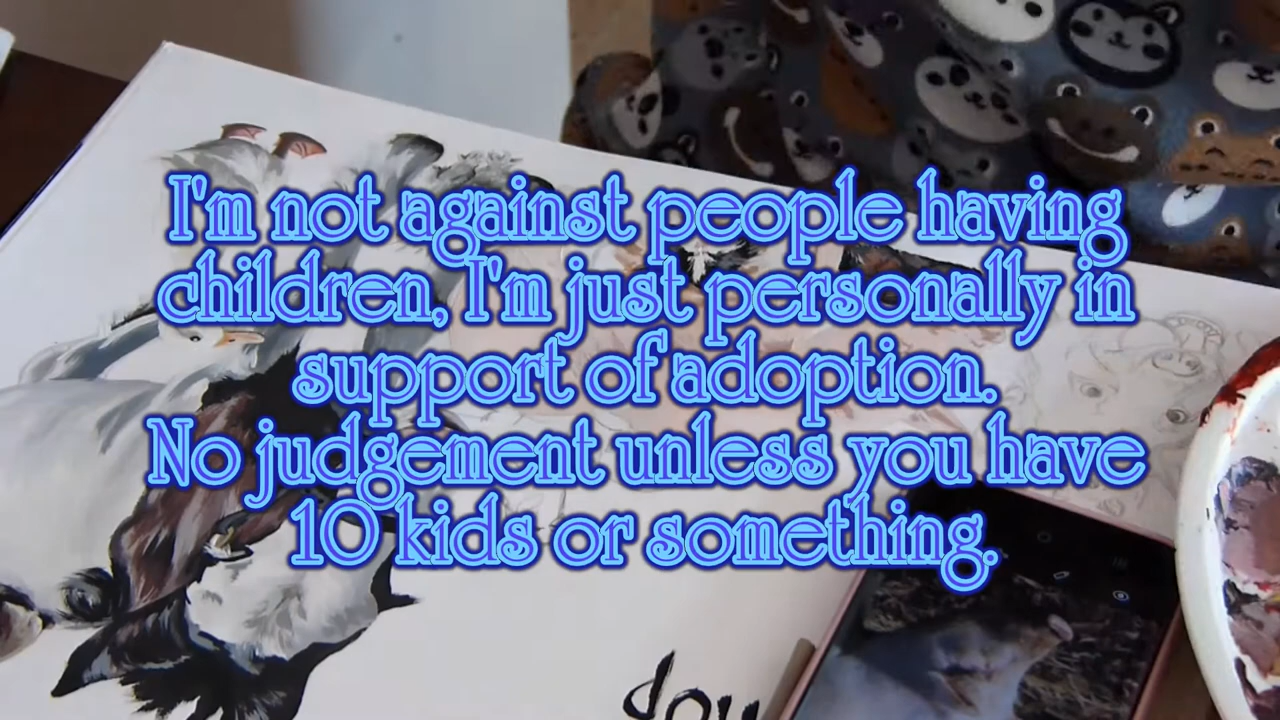 I'm not against people having
children, I'm just personally in
support of adoption.
No judgement unless you have
10 kids or something.